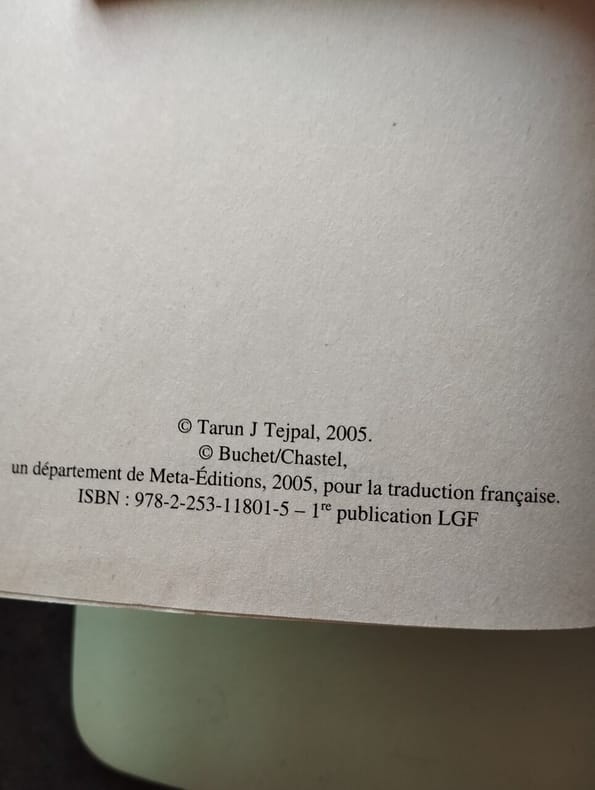 © Tarun J Tejpal, 2005.
© Buchet/Chastel,
un département de Meta-Éditions, 2005, pour la traduction française.
ISBN : 978-2-253-11801-5 – 1re publication LGF